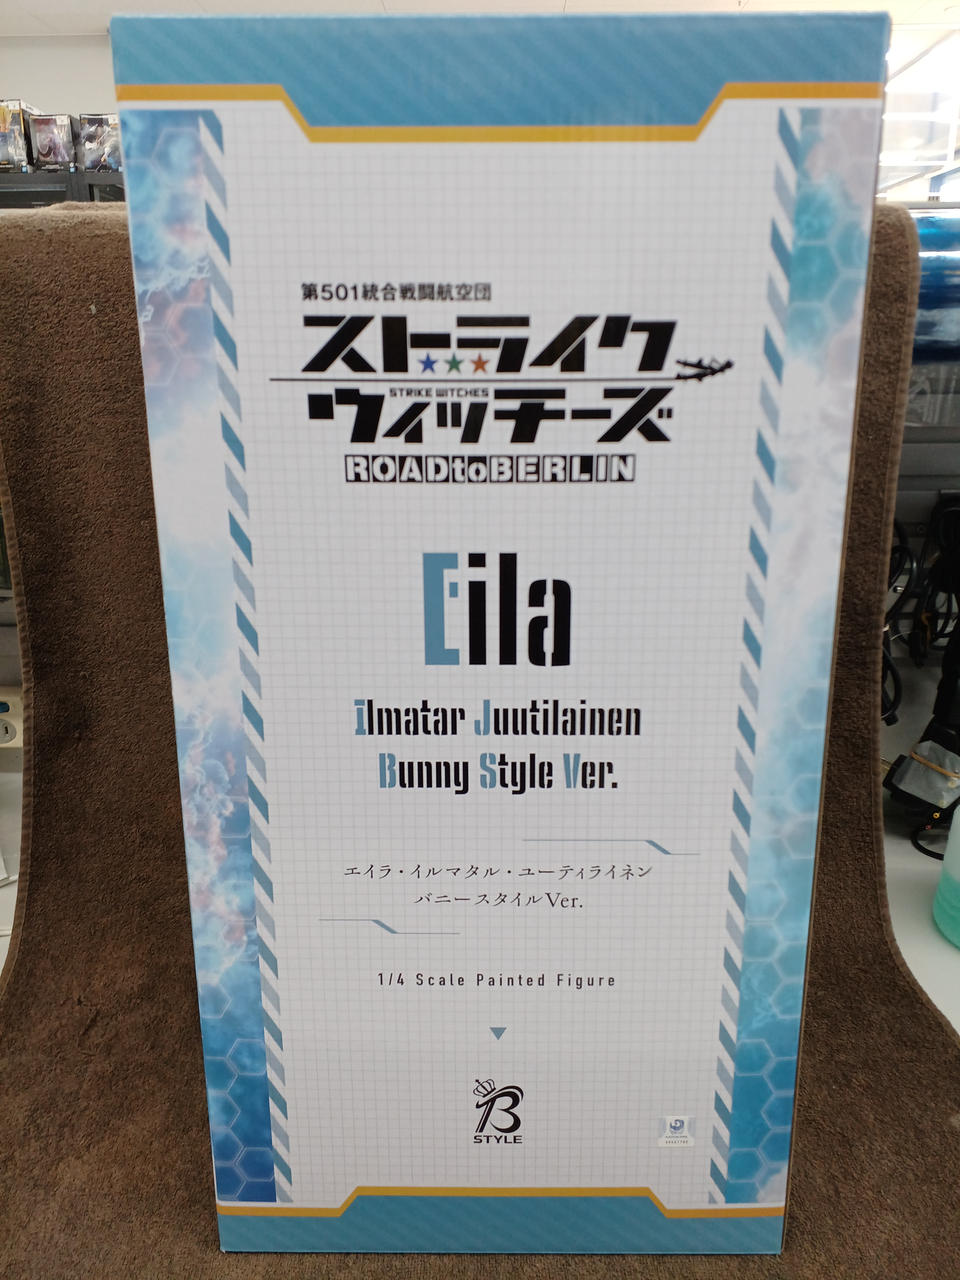 第501統合戦闘航空団
ストライク
STRIKE WITCHES
ウィッチーズ
ROADtoBERLIN
Eila
Ilmatar Juutilainen
Bunny Style Ver.
エイラ・イルマタル・ユーティライネン
バニースタイルVer.
1/4 Scale Painted Figure
B
STYLE